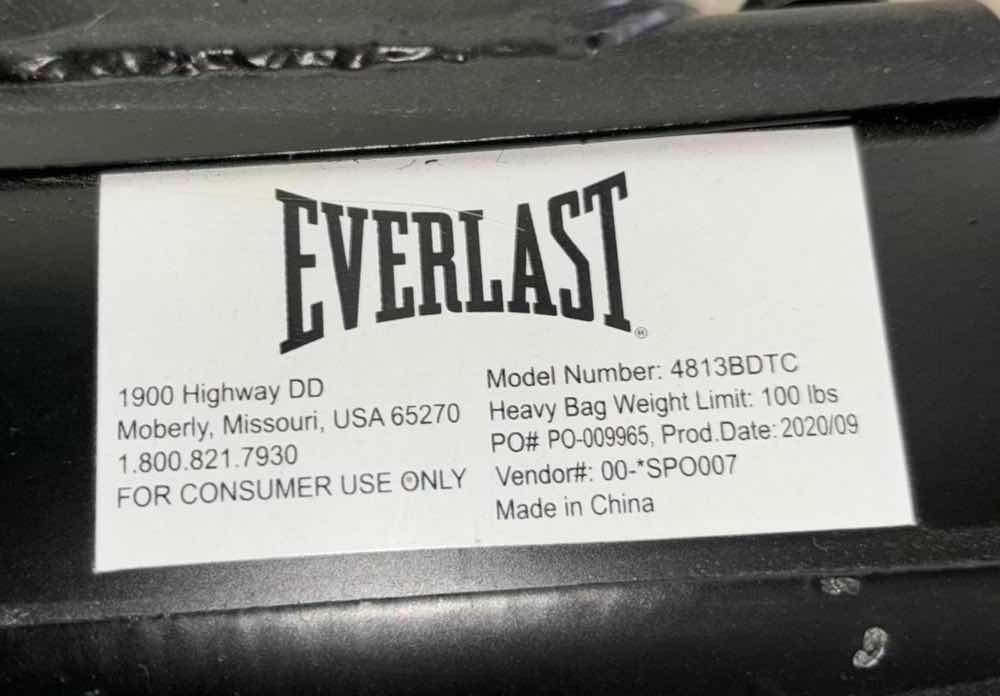 EVERLAST®
1900 Highway DD
Moberly, Missouri, USA 65270
1.800.821.7930
FOR CONSUMER USE ONLY
Model Number: 4813BDTC
Heavy Bag Weight Limit: 100 lbs
PO# PO-009965, Prod.Date: 2020/09
Vendor#: 00-*SPO007
Made in China